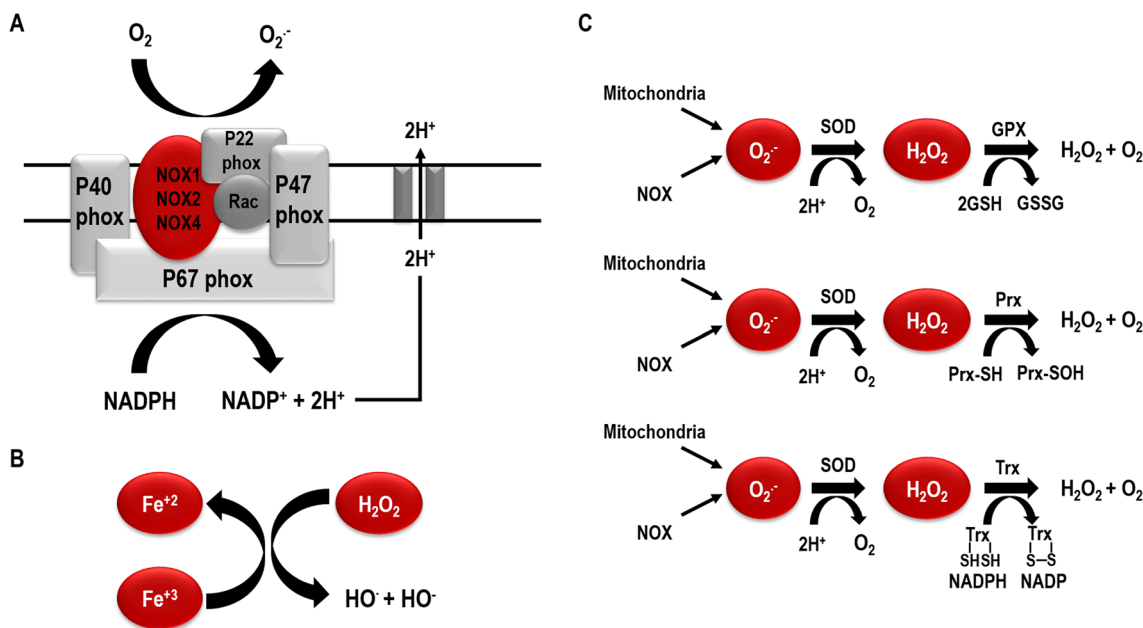 A
O₂ O₂·-
P22
phox
2H⁺
P40
phox
NOX1
NOX2
NOX4
Rac
P47
phox
P67 phox
2H⁺
NADPH NADP⁺ + 2H⁺
B
Fe⁺² H₂O₂
Fe⁺³ HO· + HO⁻
C
Mitochondria
NOX
O₂·-
SOD
2H⁺ O₂
H₂O₂
GPX
2GSH GSSG
H₂O₂ + O₂
Mitochondria
NOX
O₂·-
SOD
2H⁺ O₂
H₂O₂
Prx
Prx-SH Prx-SOH
H₂O₂ + O₂
Mitochondria
NOX
O₂·-
SOD
2H⁺ O₂
H₂O₂
Trx
Trx Trx
SHSH S–S
NADPH NADP
H₂O₂ + O₂